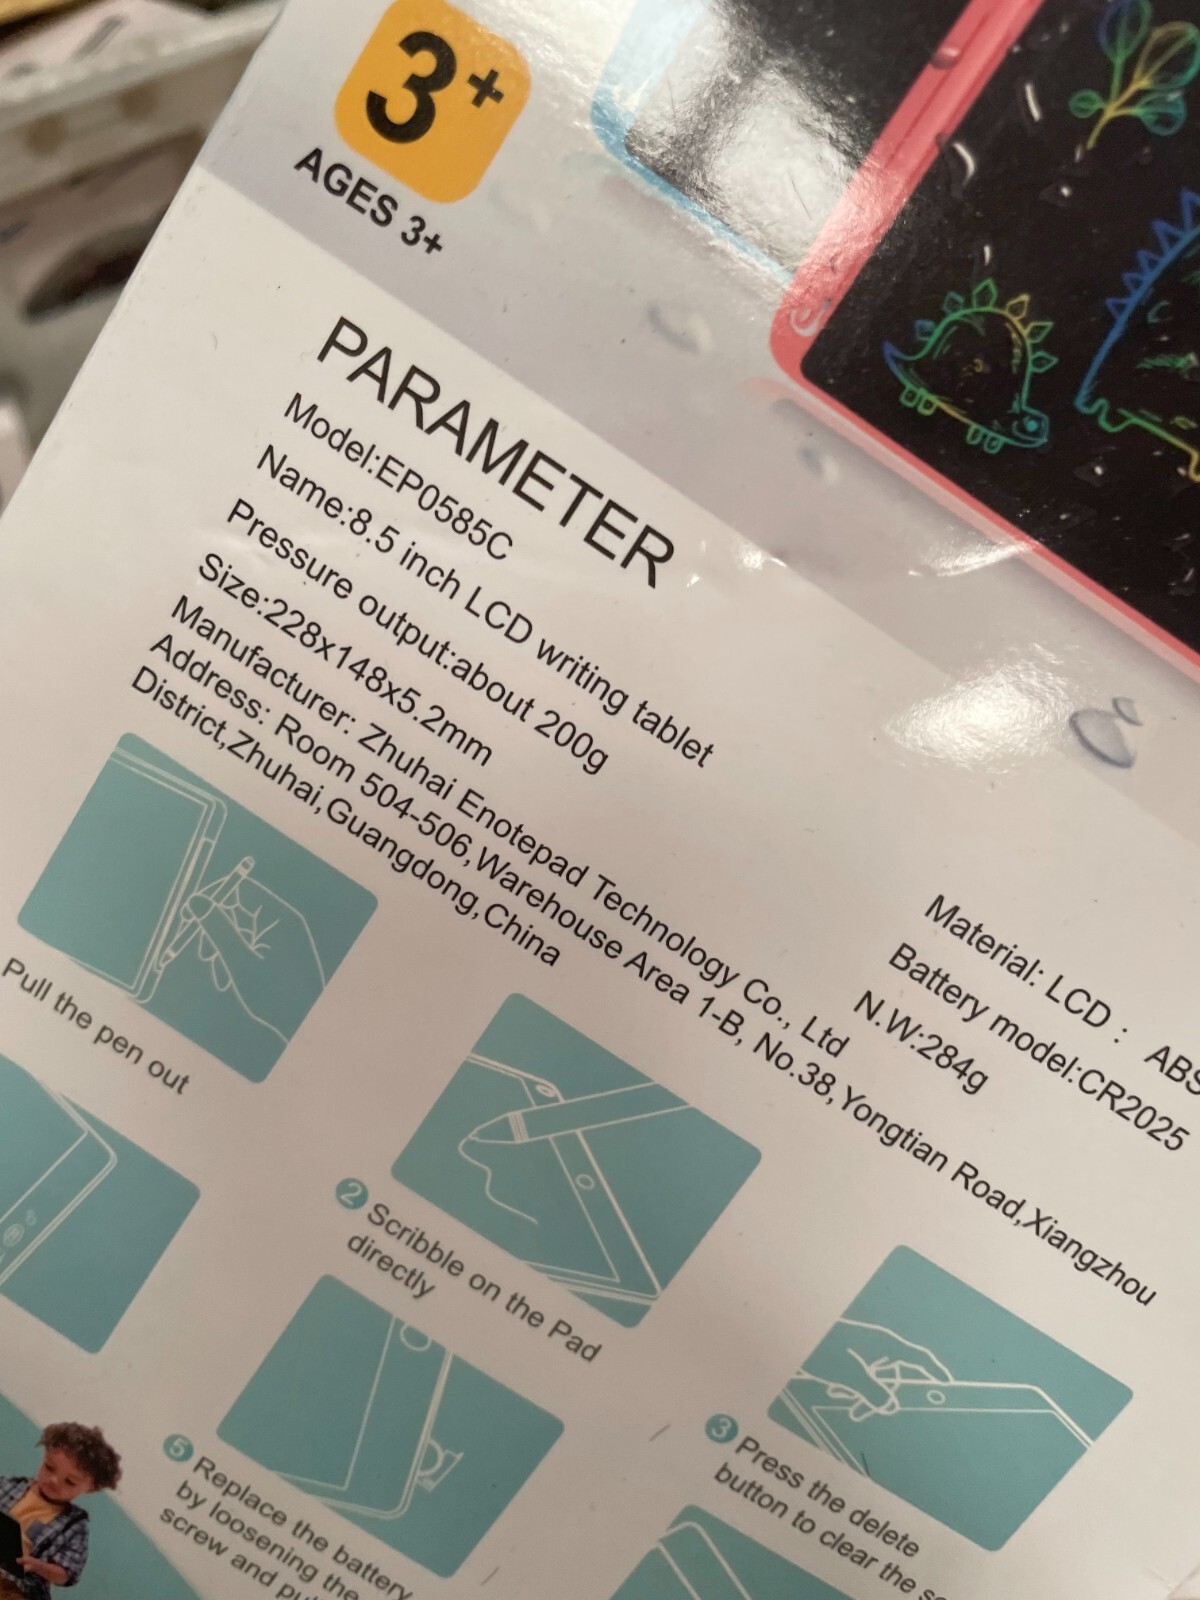 3+
AGES 3+
PARAMETER
Model:EP0585C
Name:8.5 inch LCD writing tablet
Pressure output:about 200g
Size:228x148x5.2mm
Manufacturer: Zhuhai Enotepad Technology Co., Ltd
Address: Room 504-506,Warehouse Area 1-B, No.38,Yongtian Road,Xiangzhou
District,Zhuhai,Guangdong,China
Material: LCD : ABS
Battery model:CR2025
N.W:284g
Pull the pen out
2 Scribble on the Pad
directly
3 Press the delete
button to clear the
5 Replace the battery
by loosening the
screw and